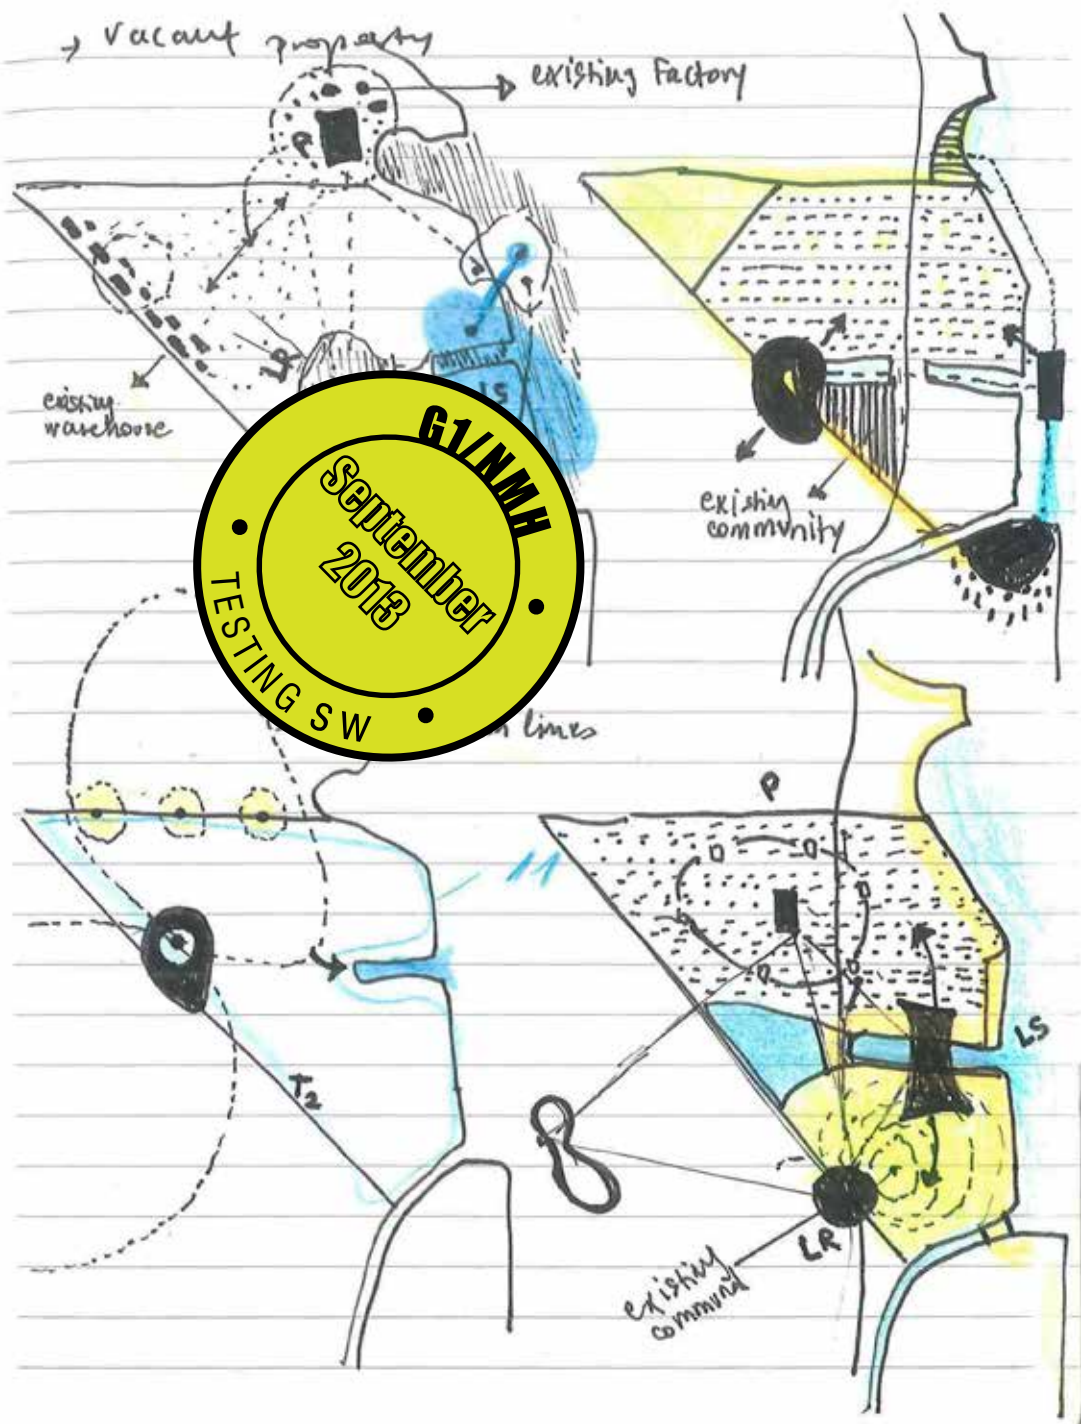 → vacant property
existing Factory
P
LR
LS
existing
warehouse
G1/NMH
September
2013
TESTING SW
existing
community
lines
P
11
LS
T2
LR
existing